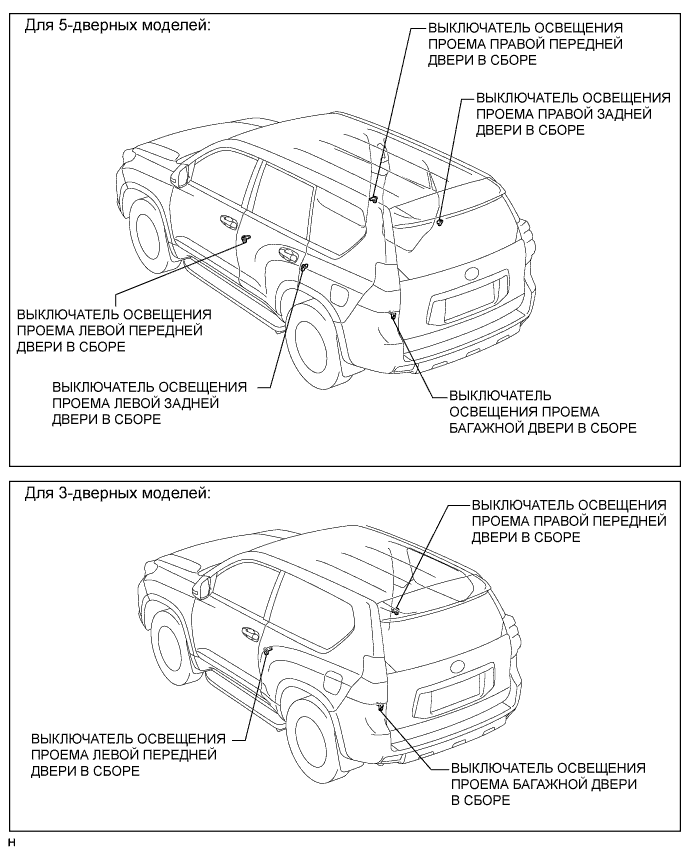 Для 5-дверных моделей:
ВЫКЛЮЧАТЕЛЬ ОСВЕЩЕНИЯ
ПРОЕМА ПРАВОЙ ПЕРЕДНЕЙ
ДВЕРИ В СБОРЕ
ВЫКЛЮЧАТЕЛЬ ОСВЕЩЕНИЯ
ПРОЕМА ПРАВОЙ ЗАДНЕЙ
ДВЕРИ В СБОРЕ
ВЫКЛЮЧАТЕЛЬ ОСВЕЩЕНИЯ
ПРОЕМА ЛЕВОЙ ПЕРЕДНЕЙ
ДВЕРИ В СБОРЕ
ВЫКЛЮЧАТЕЛЬ ОСВЕЩЕНИЯ
ПРОЕМА ЛЕВОЙ ЗАДНЕЙ
ДВЕРИ В СБОРЕ
ВЫКЛЮЧАТЕЛЬ
ОСВЕЩЕНИЯ ПРОЕМА
БАГАЖНОЙ ДВЕРИ В СБОРЕ
Для 3-дверных моделей:
ВЫКЛЮЧАТЕЛЬ ОСВЕЩЕНИЯ
ПРОЕМА ПРАВОЙ ПЕРЕДНЕЙ
ДВЕРИ В СБОРЕ
ВЫКЛЮЧАТЕЛЬ ОСВЕЩЕНИЯ
ПРОЕМА ЛЕВОЙ ПЕРЕДНЕЙ
ДВЕРИ В СБОРЕ
ВЫКЛЮЧАТЕЛЬ ОСВЕЩЕНИЯ
ПРОЕМА БАГАЖНОЙ ДВЕРИ
В СБОРЕ
H